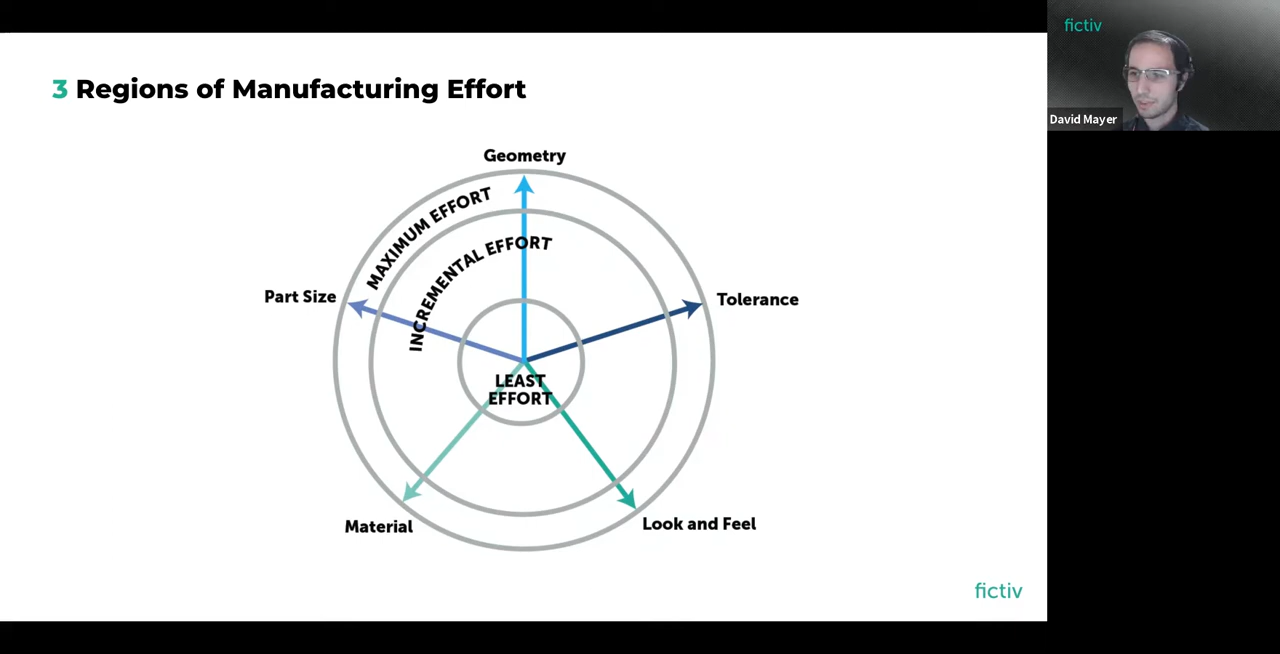 fictiv
David Mayer
3 Regions of Manufacturing Effort
Geometry
MAXIMUM EFFORT
INCREMENTAL EFFORT
Part Size
Tolerance
LEAST
EFFORT
Material
Look and Feel
fictiv